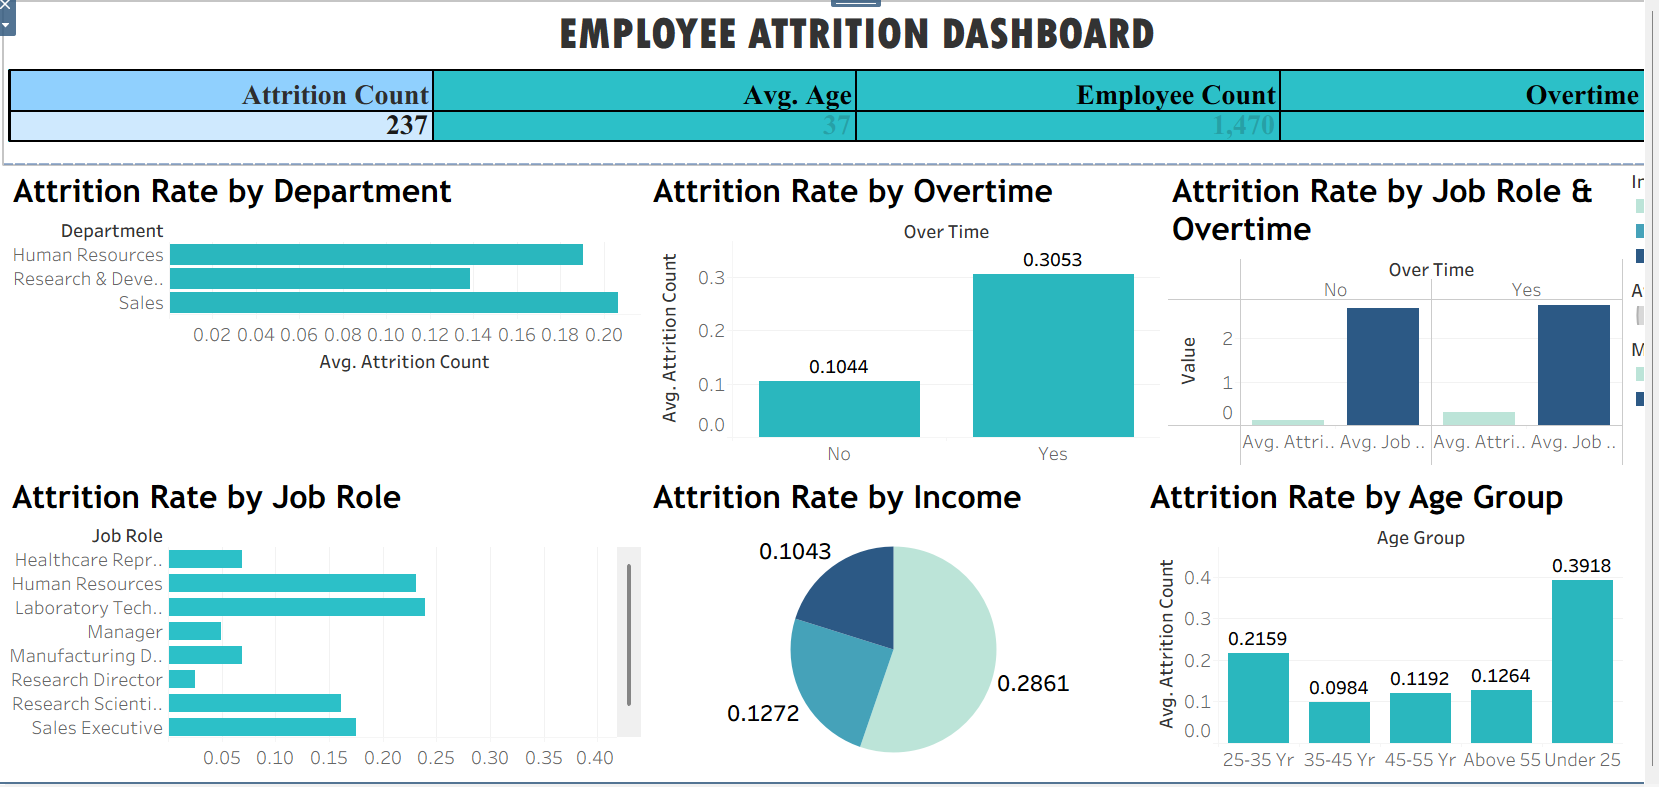 EMPLOYEE ATTRITION DASHBOARD
Attrition Count Avg. Age Employee Count Overtime
237 37 1,470
Attrition Rate by Department
Department
Human Resources
Research & Deve..
Sales
0.02 0.04 0.06 0.08 0.10 0.12 0.14 0.16 0.18 0.20
Avg. Attrition Count
Attrition Rate by Overtime
Over Time
Avg. Attrition Count
0.3
0.2
0.1
0.0
0.1044
0.3053
No Yes
Attrition Rate by Job Role &
Overtime
Over Time
No Yes
Value
2
1
0
Avg. Attri.. Avg. Job .. Avg. Attri.. Avg. Job ..
Attrition Rate by Job Role
Job Role
Healthcare Repr..
Human Resources
Laboratory Tech..
Manager
Manufacturing D..
Research Director
Research Scienti..
Sales Executive
0.05 0.10 0.15 0.20 0.25 0.30 0.35 0.40
Attrition Rate by Income
0.1043
0.2861
0.1272
Attrition Rate by Age Group
Age Group
Avg. Attrition Count
0.4
0.3
0.2
0.1
0.0
0.2159
0.0984
0.1192
0.1264
0.3918
25-35 Yr 35-45 Yr 45-55 Yr Above 55 Under 25